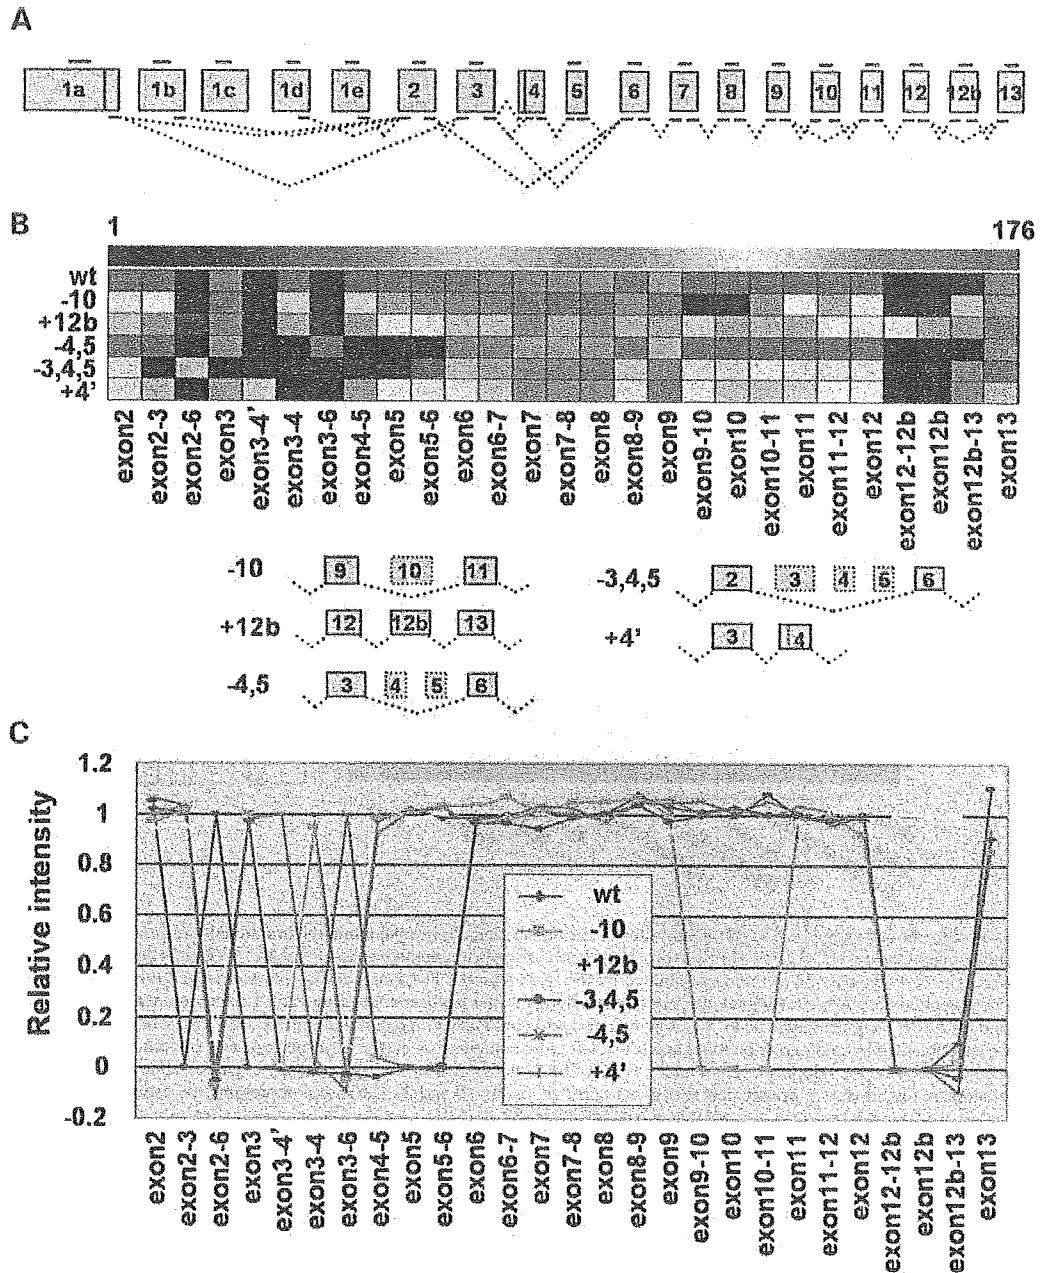 A
1a 1b 1c 1d 1e 2 3 4 5 6 7 8 9 10 11 12 12b 13
B
1 176
wt
-10
+12b
-4,5
-3,4,5
+4'
exon2
exon2-3
exon2-6
exon3
exon3-4'
exon3-4
exon3-6
exon4-5
exon5
exon5-6
exon6
exon6-7
exon7
exon7-8
exon8
exon8-9
exon9
exon9-10
exon10
exon10-11
exon11
exon11-12
exon12
exon12-12b
exon12b
exon12b-13
exon13
-10 9 10 11
+12b 12 12b 13
-4,5 3 4 5 6
-3,4,5 2 3 4 5 6
+4' 3 4
C
Relative intensity
1.2
1
0.8
0.6
0.4
0.2
0
-0.2
wt
-10
+12b
-3,4,5
-4,5
+4'
exon2
exon2-3
exon2-6
exon3
exon3-4'
exon3-4
exon3-6
exon4-5
exon5
exon5-6
exon6
exon6-7
exon7
exon7-8
exon8
exon8-9
exon9
exon9-10
exon10
exon10-11
exon11
exon11-12
exon12
exon12-12b
exon12b
exon12b-13
exon13